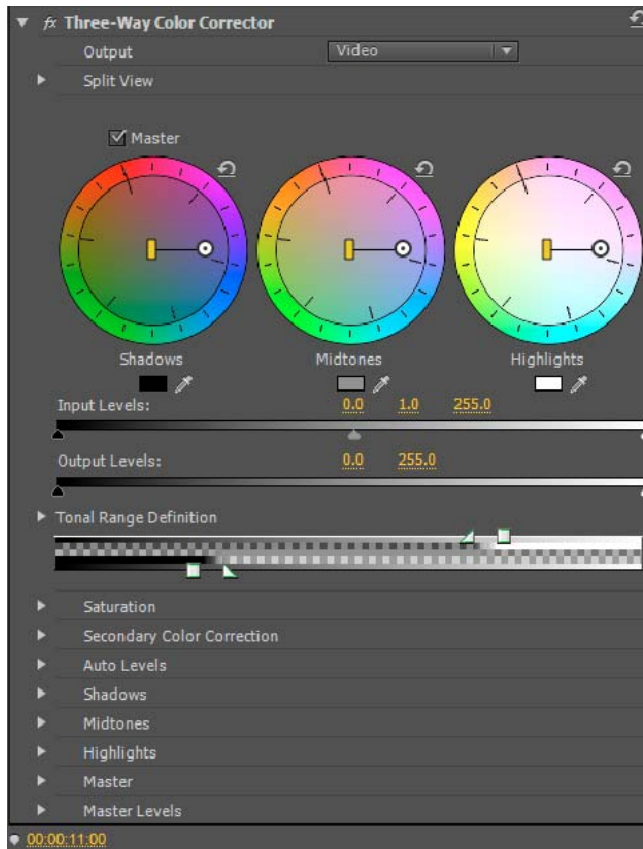 fx Three-Way Color Corrector
Output Video
Split View
Master
Shadows Midtones Highlights
Input Levels: 0.0 1.0 255.0
Output Levels: 0.0 255.0
Tonal Range Definition
Saturation
Secondary Color Correction
Auto Levels
Shadows
Midtones
Highlights
Master
Master Levels
00:00:11:00